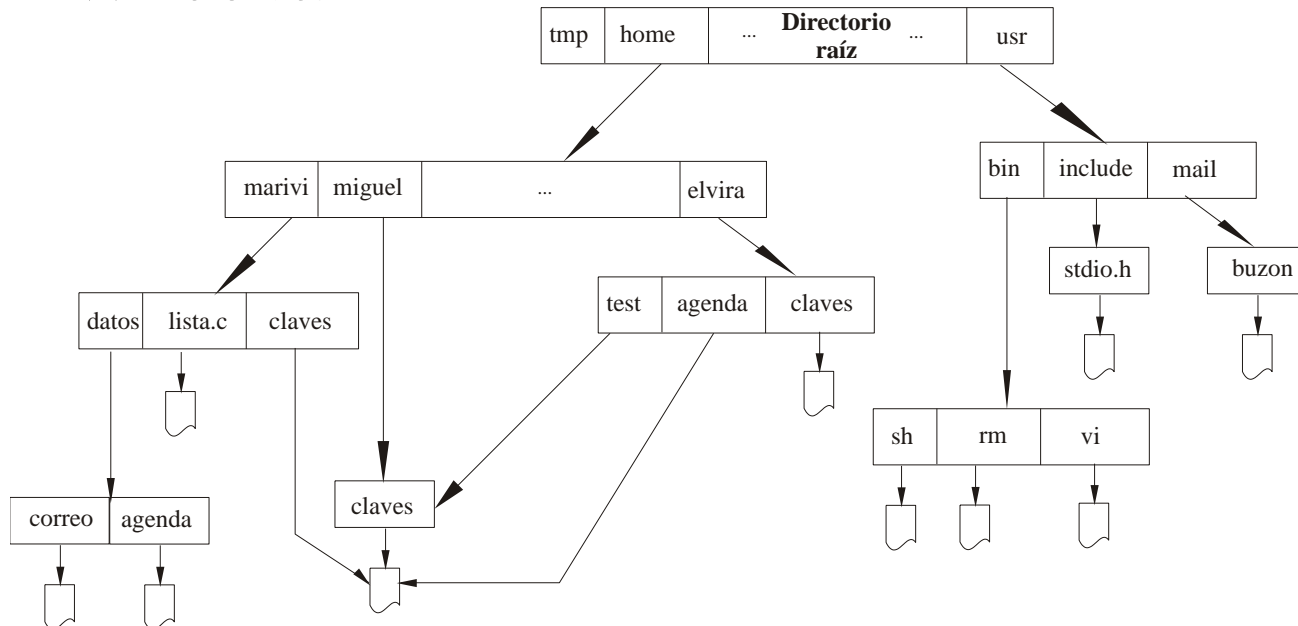 tmp home ... Directorio ... usr
raíz
marivi miguel ... elvira
bin include mail
stdio.h buzon
datos lista.c claves
test agenda claves
sh rm vi
claves
correo agenda